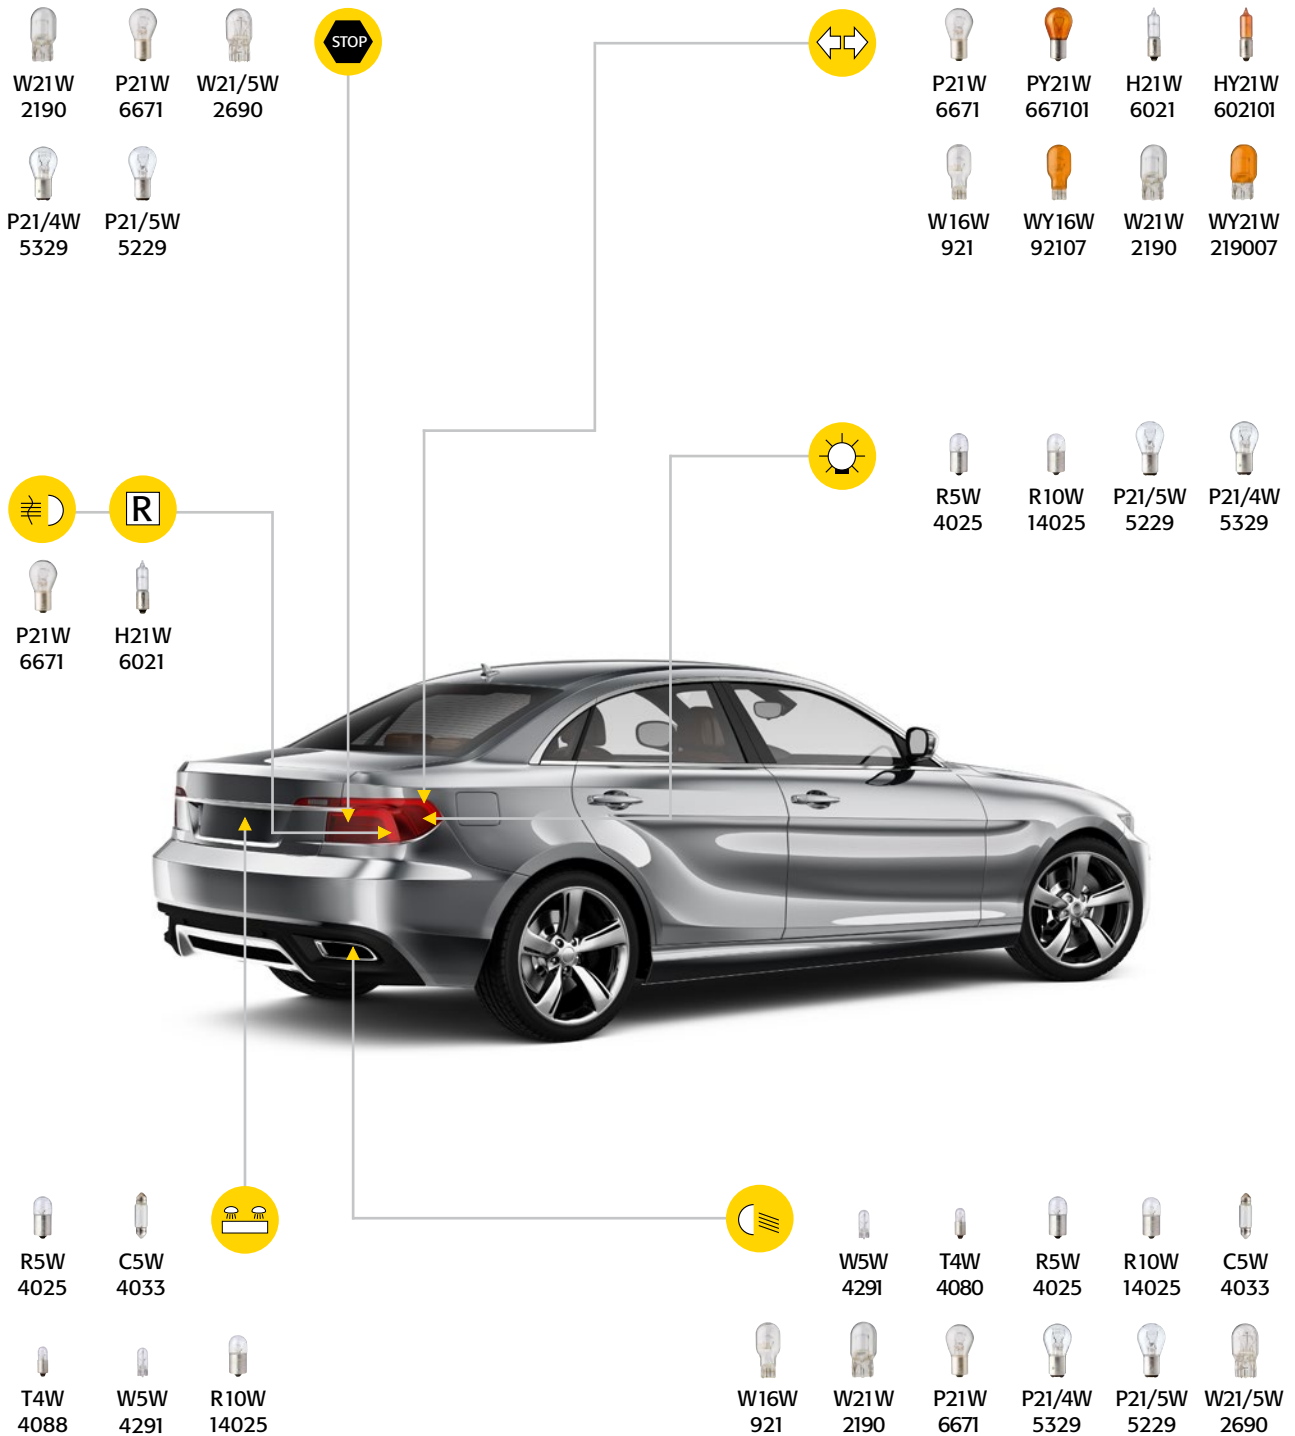 STOP
W21W P21W W21/5W
2190 6671 2690
P21/4W P21/5W
5329 5229
P21W PY21W H21W HY21W
6671 667101 6021 602101
W16W WY16W W21W WY21W
921 92107 2190 219007
R5W R10W P21/5W P21/4W
4025 14025 5229 5329
R
P21W H21W
6671 6021
R5W C5W
4025 4033
T4W W5W R10W
4088 4291 14025
W5W T4W R5W R10W C5W
4291 4080 4025 14025 4033
W16W W21W P21W P21/4W P21/5W W21/5W
921 2190 6671 5329 5229 2690